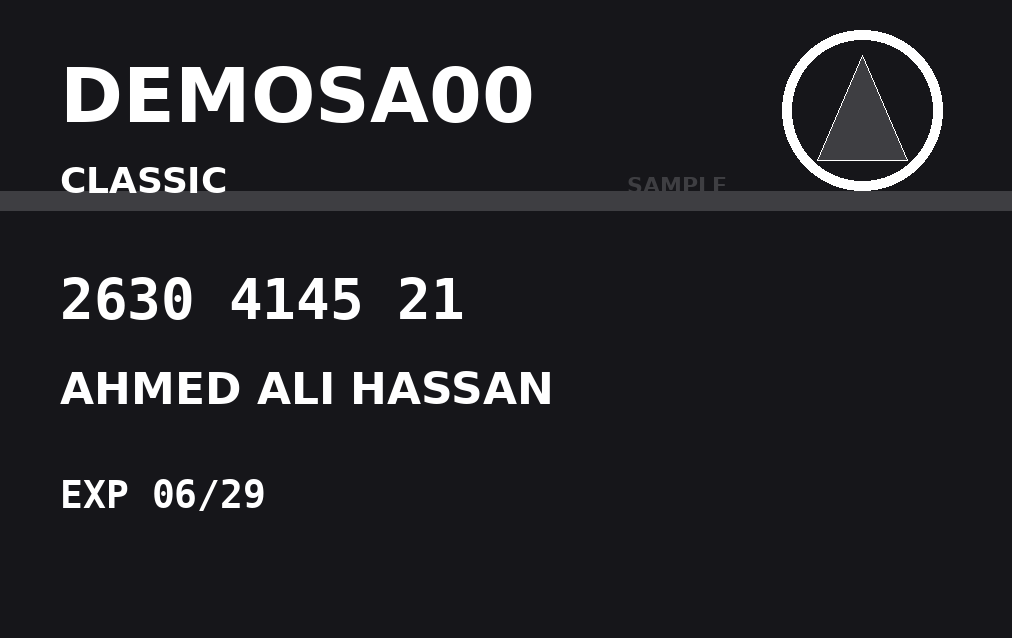 DEMOSA00
CLASSIC
SAMPLE
2630 4145 21
AHMED ALI HASSAN
EXP 06/29